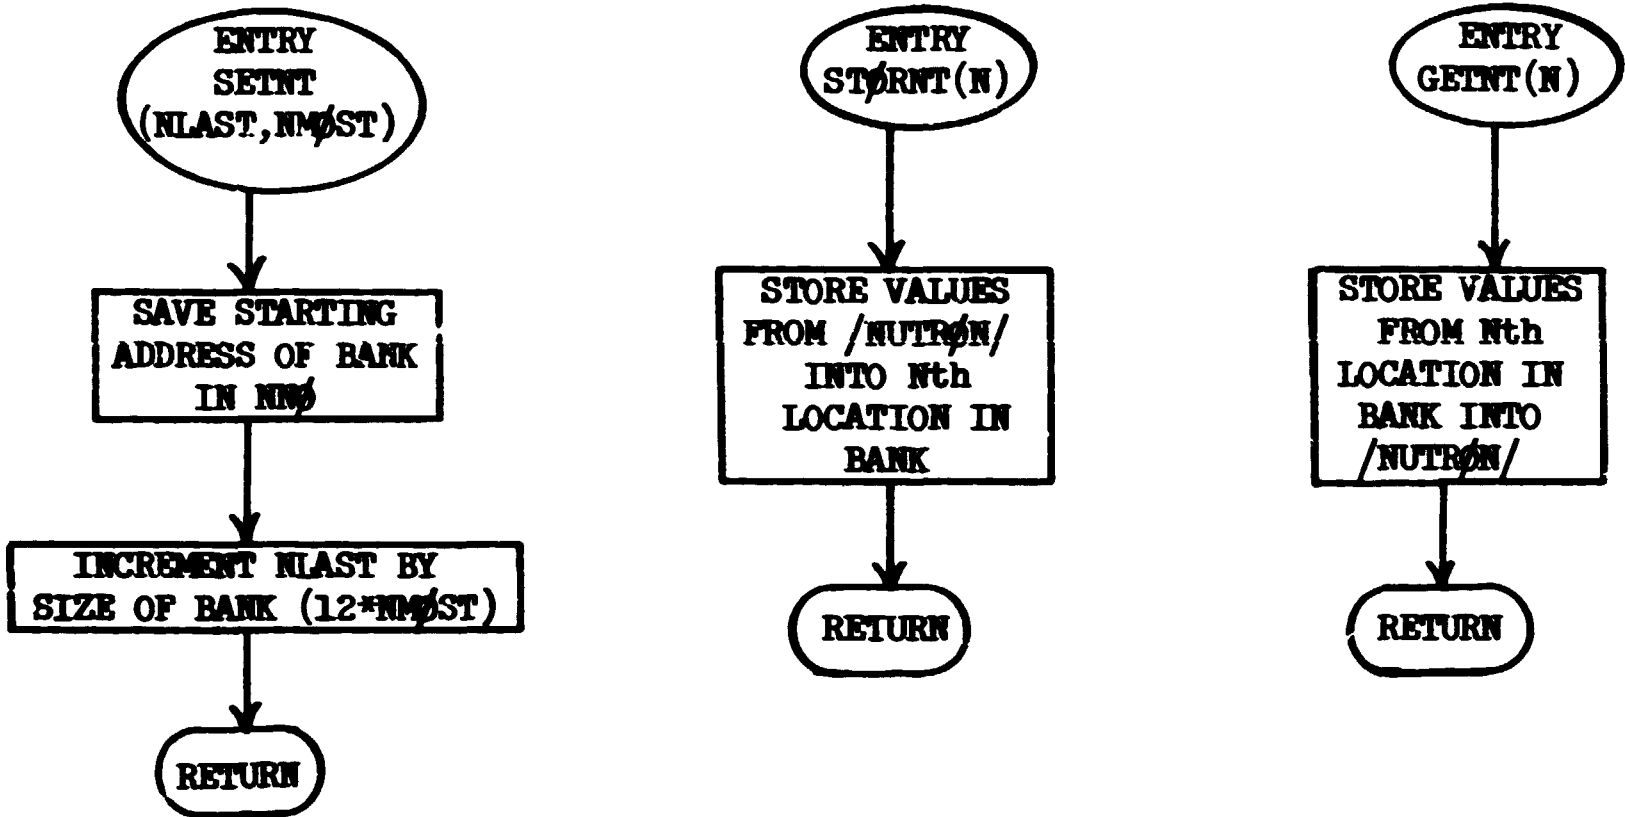 ENTRY
SETNT
(NLAST,NMØST)
SAVE STARTING
ADDRESS OF BANK
IN NNØ
INCREMENT NLAST BY
SIZE OF BANK (12*NMØST)
RETURN
ENTRY
STØRNT(N)
STORE VALUES
FROM /NUTRØN/
INTO Nth
LOCATION IN
BANK
RETURN
ENTRY
GETNT(N)
STORE VALUES
FROM Nth
LOCATION IN
BANK INTO
/NUTRØN/
RETURN